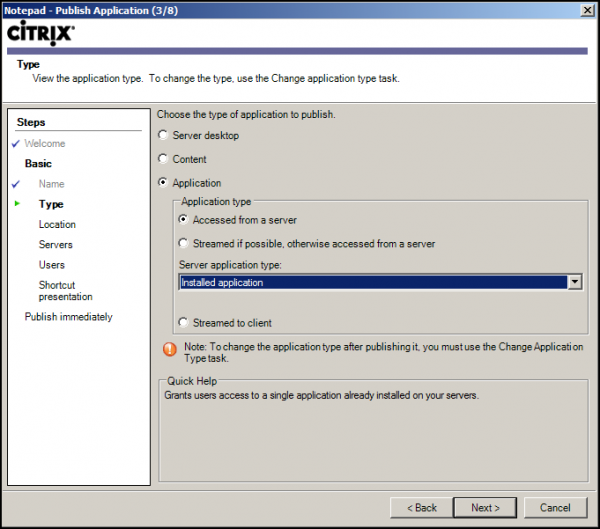 Notepad - Publish Application (3/8)
CITRIX®
Type
View the application type. To change the type, use the Change application type task.
Steps
Welcome
Basic
Name
Type
Location
Servers
Users
Shortcut
presentation
Publish immediately
Choose the type of application to publish.
Server desktop
Content
Application
Application type
Accessed from a server
Streamed if possible, otherwise accessed from a server
Server application type:
Installed application
Streamed to client
Note: To change the application type after publishing it, you must use the Change Application
Type task.
Quick Help
Grants users access to a single application already installed on your servers.
< Back
Next >
Cancel